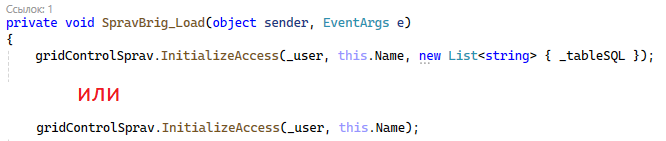 Ссылок: 1
private void SpravBrig_Load(object sender, EventArgs e)
{
gridControlSprav.InitializeAccess(_user, this.Name, new List<string> { _tableSQL });
или
gridControlSprav.InitializeAccess(_user, this.Name);